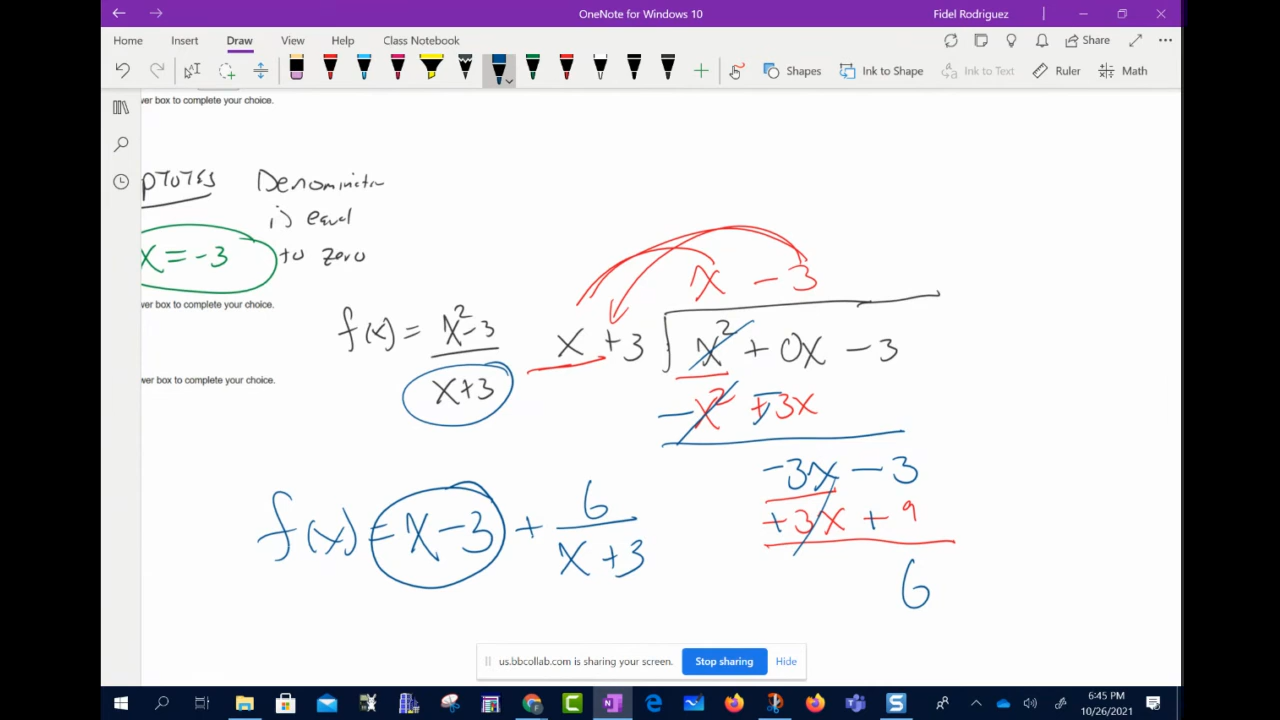 OneNote for Windows 10
Fidel Rodriguez
Home Insert Draw View Help Class Notebook
Share
Shapes Ink to Shape Ink to Text Ruler Math
wer box to complete your choice.
ptotes Denominator
is equal
x = -3 to zero
wer box to complete your choice.
x - 3
f(x) = x² - 3 / x + 3
x + 3 x² + 0x - 3
wer box to complete your choice.
- x² + 3x
-3x - 3
+3x + 9
6
f(x) = x - 3 + 6 / x + 3
us.bbcollab.com is sharing your screen. Stop sharing Hide
6:45 PM
10/26/2021